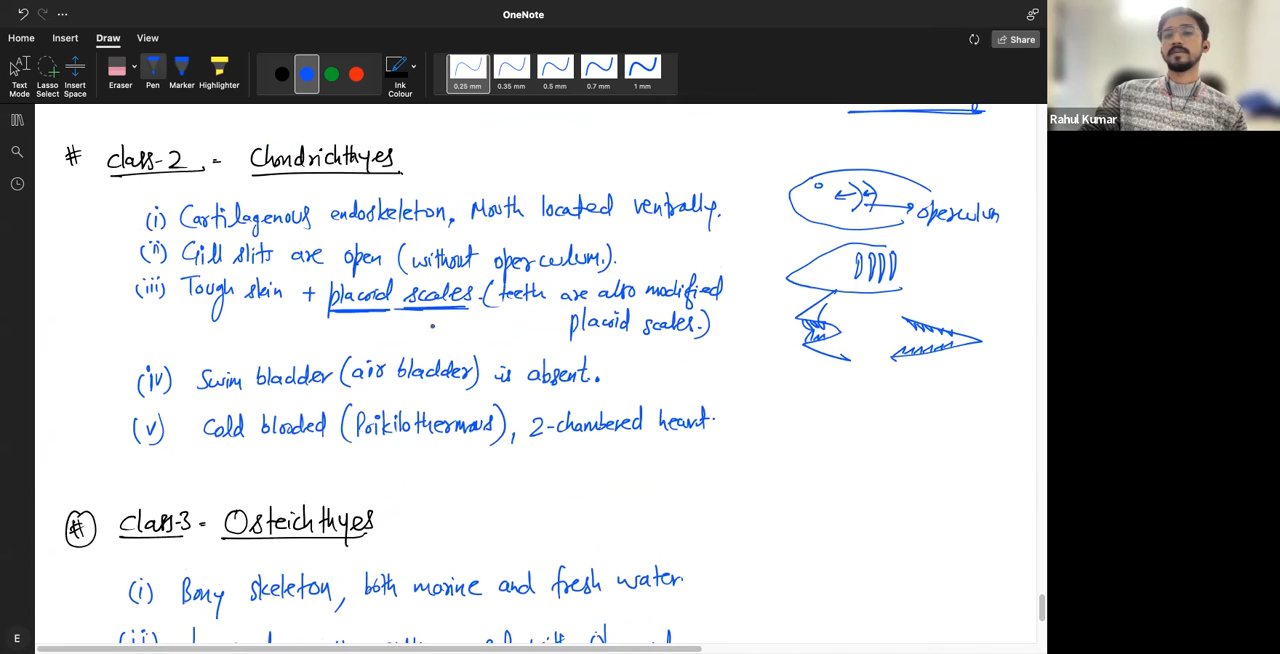 OneNote
Home Insert Draw View
Share
Text Mode Lasso Select Insert Space Eraser Pen Marker Highlighter Ink Colour 0.25 mm 0.35 mm 0.5 mm 0.7 mm 1 mm
Rahul Kumar
# Class-2 = Chondrichthyes
(i) Cartilagenous endoskeleton, Mouth located ventrally.
(ii) Gill slits are open (without operculum.).
operculum
(iii) Tough skin + placoid scales. (teeth are also modified
placoid scales.)
(iv) Swim bladder (air bladder) is absent.
(v) Cold blooded (Poikilothermous), 2-chambered heart.
# Class-3 = Osteichthyes
(i) Bony skeleton, both marine and fresh water.
E